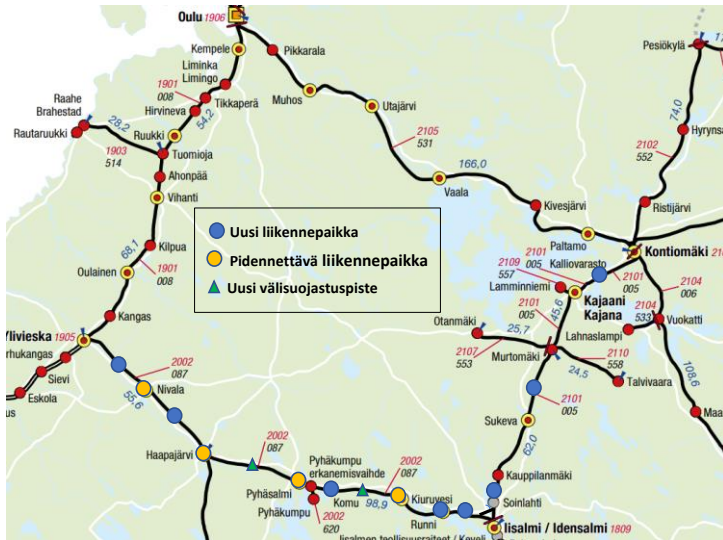 Oulu 1906
Kempele
Liminka
Limingo
Tikkaperä
1901
008
Hirvineva
54,2
Raahe
Brahestad
Rautaruukki
28,2
Ruukki
1903
514
Tuomioja
Ahonpää
Vihanti
Kilpua
68,1
1901
008
Oulainen
Kangas
Ylivieska 1905
Sievi
Eskola
Pikkarala
Muhos
Utajärvi
2105
531
166,0
Vaala
Kivesjärvi
Paltamo
Pesiökylä
74,0
2102
552
Ristijärvi
Kontiomäki
2101
005
Kalliovarasto
2109
557
Lamminniemi
2101
005
Kajaani
Kajana
2101
005
45,6
2104
006
2104
533
Vuokatti
Lahnaslampi
108,6
Otanmäki
25,7
2107
553
Murtomäki
2110
558
24,5
Talvivaara
2101
005
Sukeva
62,0
Kauppilanmäki
Soinlahti
Iisalmi / Idensalmi 1809
Uusi liikennepaikka
Pidennettävä liikennepaikka
Uusi välisuojastuspiste
2002
087
Nivala
55,6
Haapajärvi
2002
087
Pyhäkumpu
erkanemisvaihde
2002
087
Pyhäsalmi
Pyhäkumpu
2002
620
Komu
98,9
Kiuruvesi
Runni